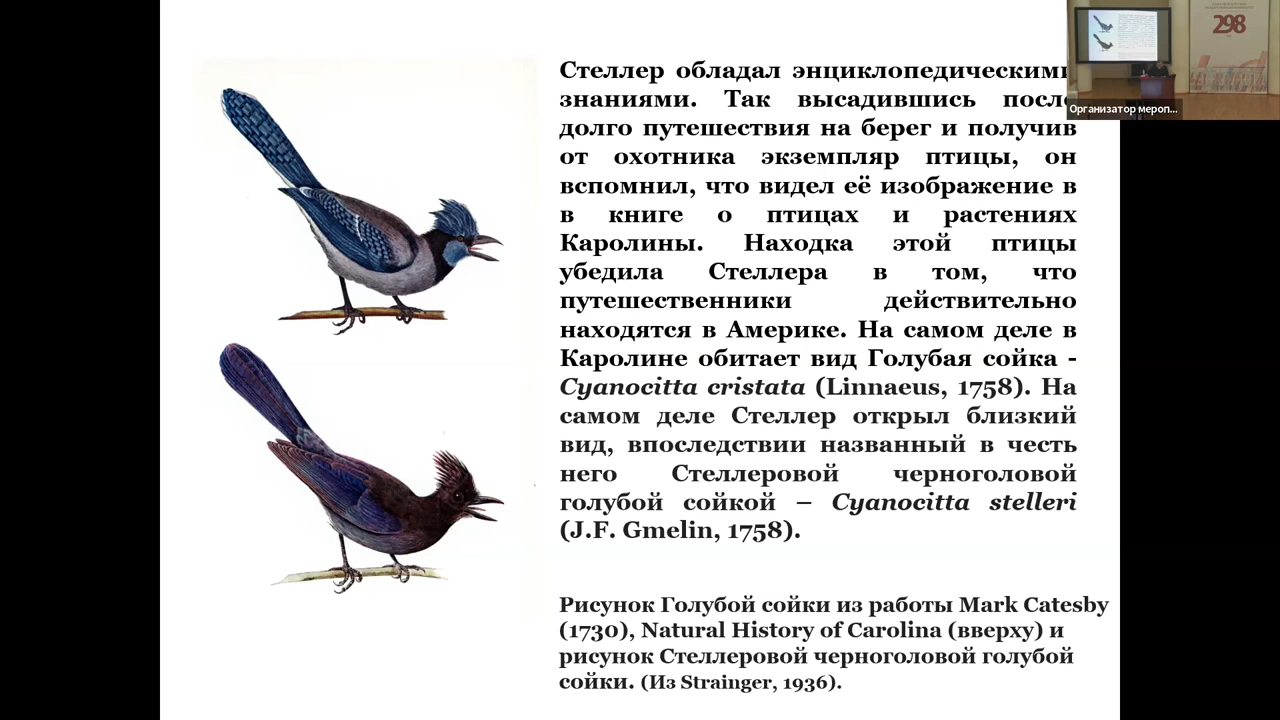 Стеллер обладал энциклопедическими
знаниями. Так высадившись после
долго путешествия на берег и получив
от охотника экземпляр птицы, он
вспомнил, что видел её изображение в
в книге о птицах и растениях
Каролины. Находка этой птицы
убедила Стеллера в том, что
путешественники действительно
находятся в Америке. На самом деле в
Каролине обитает вид Голубая сойка -
Cyanocitta cristata (Linnaeus, 1758). На
самом деле Стеллер открыл близкий
вид, впоследствии названный в честь
него Стеллеровой черноголовой
голубой сойкой – Cyanocitta stelleri
(J.F. Gmelin, 1758).
Рисунок Голубой сойки из работы Mark Catesby
(1730), Natural History of Carolina (вверху) и
рисунок Стеллеровой черноголовой голубой
сойки. (Из Strainger, 1936).
298
Организатор мероп...